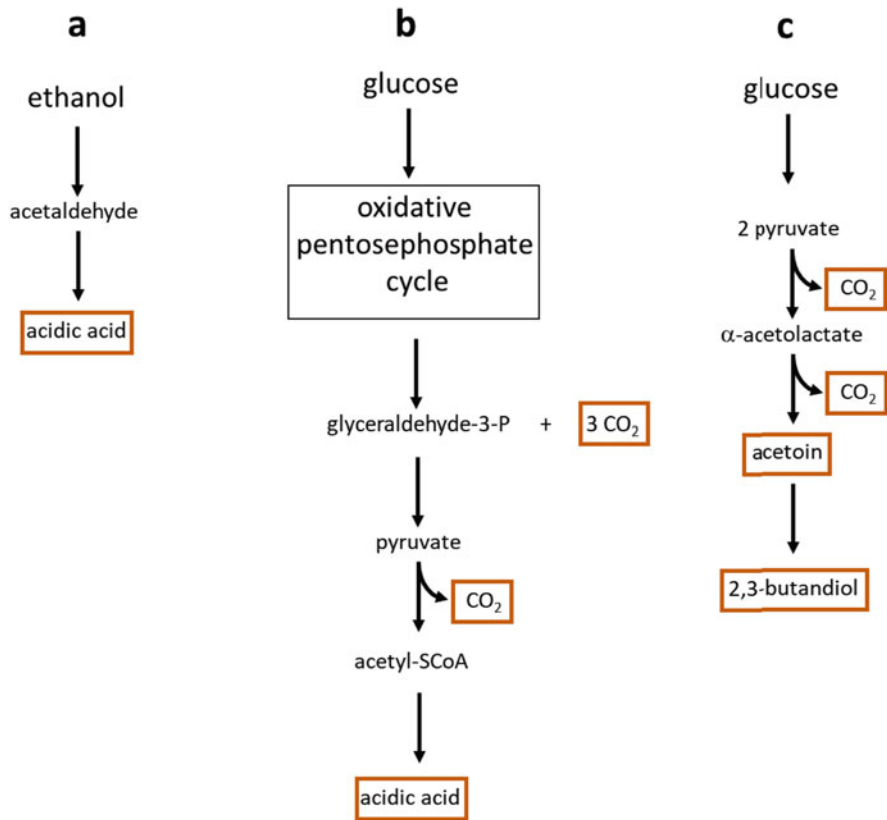 a
ethanol
acetaldehyde
acidic acid
b
glucose
oxidative
pentosephosphate
cycle
glyceraldehyde-3-P + 3 CO₂
pyruvate
CO₂
acetyl-SCoA
acidic acid
c
glucose
2 pyruvate
CO₂
α-acetolactate
CO₂
acetoin
2,3-butandiol